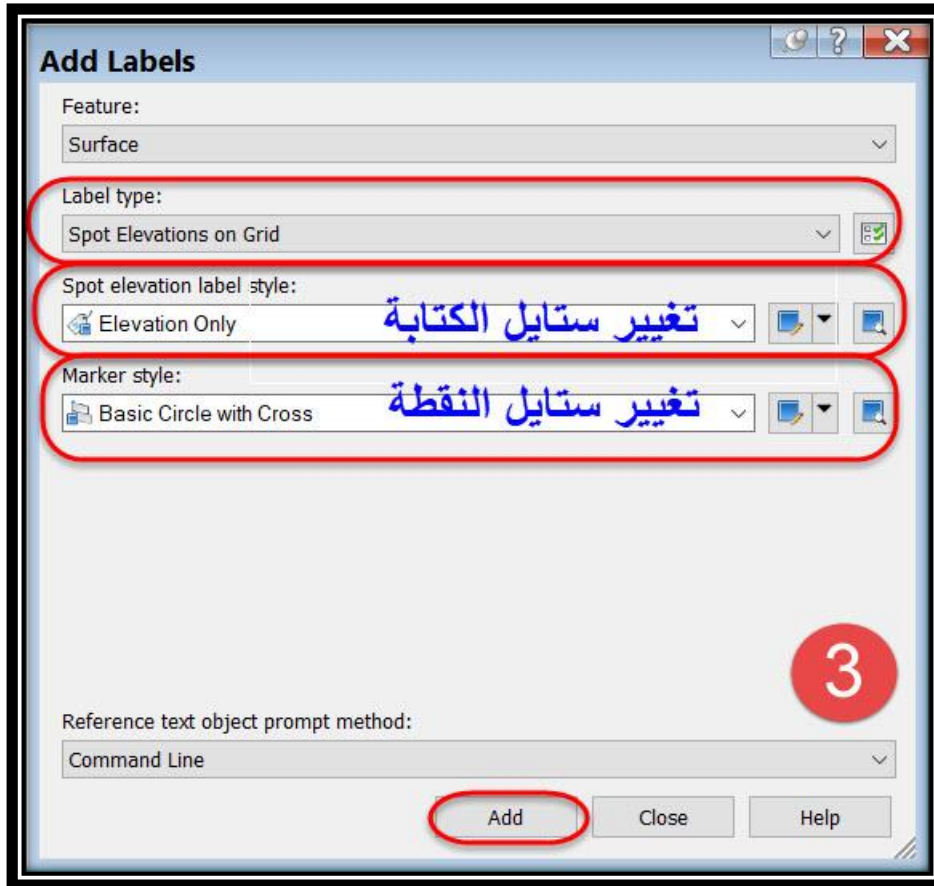 Add Labels
Feature:
Surface
Label type:
Spot Elevations on Grid
Spot elevation label style:
Elevation Only تغيير ستايل الكتابة
Marker style:
Basic Circle with Cross تغيير ستايل النقطة
3
Reference text object prompt method:
Command Line
Add Close Help